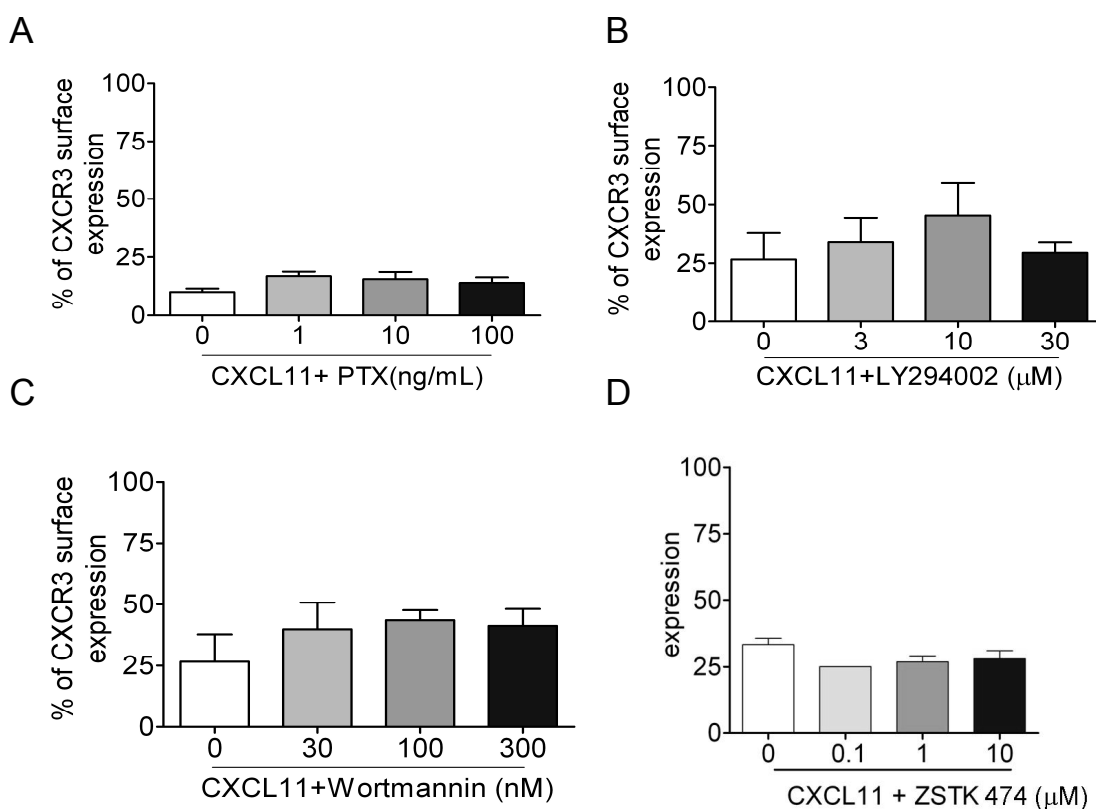 A
% of CXCR3 surface
expression
100
75
50
25
0
0 1 10 100
CXCL11+ PTX(ng/mL)
B
% of CXCR3 surface
expression
100
75
50
25
0
0 3 10 30
CXCL11+LY294002 (μM)
C
% of CXCR3 surface
expression
100
75
50
25
0
0 30 100 300
CXCL11+Wortmannin (nM)
D
expression
100
75
50
25
0
0 0.1 1 10
CXCL11 + ZSTK 474 (μM)